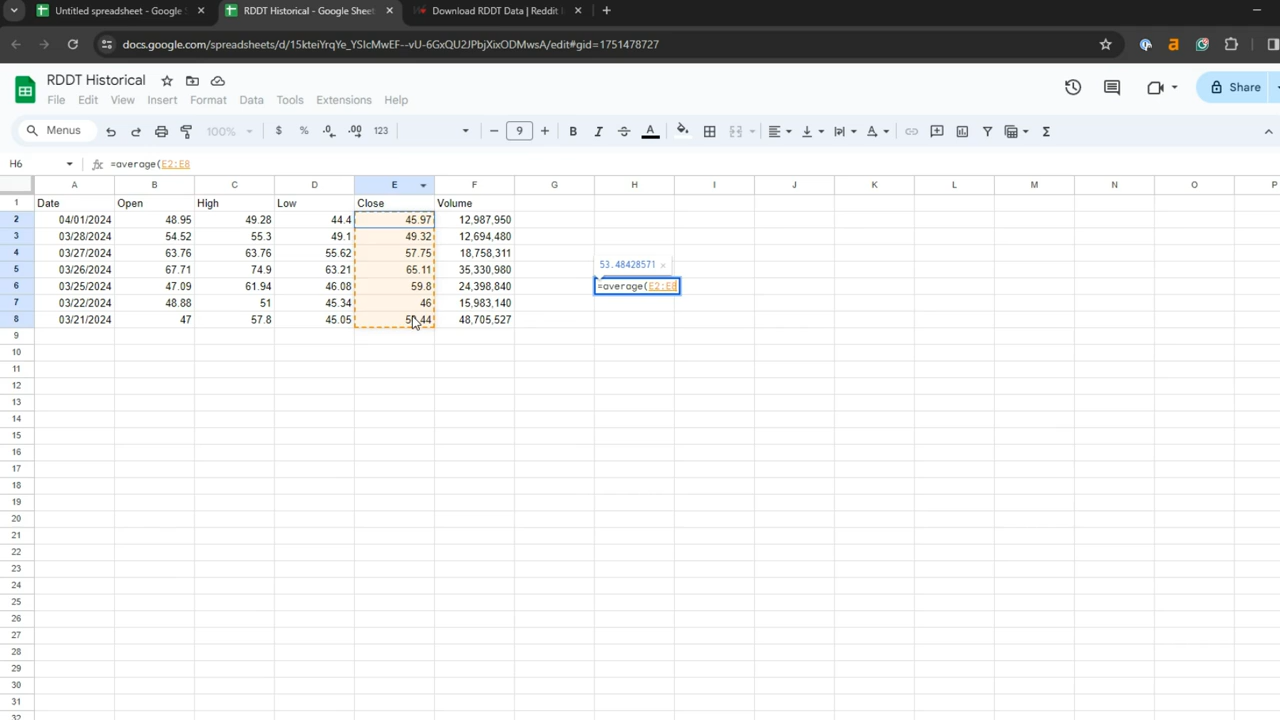 Untitled spreadsheet - Google
RDDT Historical - Google Sheet
Download RDDT Data | Reddit
docs.google.com/spreadsheets/d/15kteiYrqYe_YSlcMwEF--vU-6GxQU2JPbjXixODMwsA/edit#gid=1751478727
RDDT Historical
Share
File Edit View Insert Format Data Tools Extensions Help
Menus 100% $ % .0 .00 123 9 B I A
H6 fx =average(E2:E8
A B C D E F G H I J K L M N O P
1 Date Open High Low Close Volume
2 04/01/2024 48.95 49.28 44.4 45.97 12,987,950
3 03/28/2024 54.52 55.3 49.1 49.32 12,694,480
4 03/27/2024 63.76 63.76 55.62 57.75 18,758,311
5 03/26/2024 67.71 74.9 63.21 65.11 35,330,980
53.48428571 ×
6 03/25/2024 47.09 61.94 46.08 59.8 24,398,840 =average(E2:E8
7 03/22/2024 48.88 51 45.34 46 15,983,140
8 03/21/2024 47 57.8 45.05 48,705,527
9
10
11
12
13
14
15
16
17
18
19
20
21
22
23
24
25
26
27
28
29
30
31
32